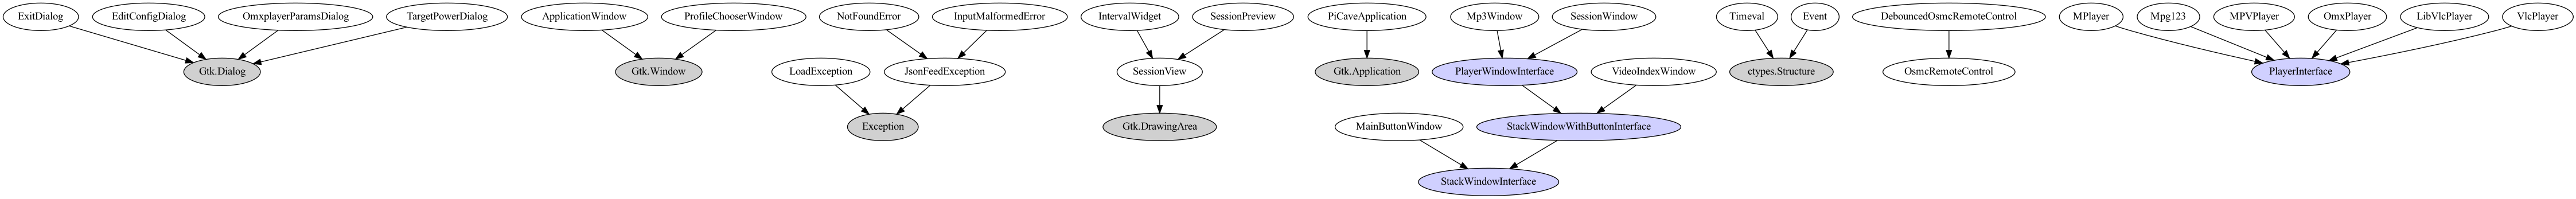 ExitDialog
EditConfigDialog
OmxplayerParamsDialog
TargetPowerDialog
ApplicationWindow
ProfileChooserWindow
NotFoundError
InputMalformedError
IntervalWidget
SessionPreview
PiCaveApplication
Mp3Window
SessionWindow
Timeval
Event
DebouncedOsmcRemoteControl
MPlayer
Mpg123
MPVPlayer
OmxPlayer
LibVlcPlayer
VlcPlayer
Gtk.Dialog
Gtk.Window
LoadException
JsonFeedException
SessionView
Gtk.Application
PlayerWindowInterface
VideoIndexWindow
ctypes.Structure
OsmcRemoteControl
PlayerInterface
Exception
Gtk.DrawingArea
MainButtonWindow
StackWindowWithButtonInterface
StackWindowInterface